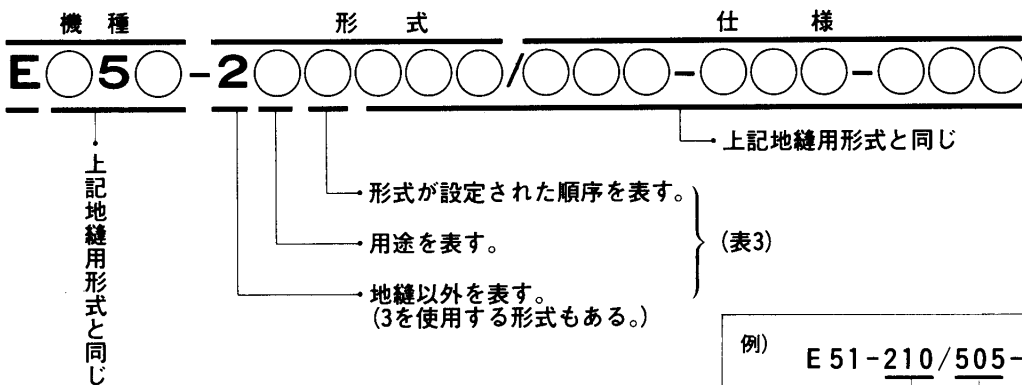 機種 形式 仕様
E○5○-2○○○○○/○○○-○○○-○○○
上記地縫用形式と同じ
形式が設定された順序を表す。
用途を表す。
(表3)
地縫以外を表す。
(3を使用する形式もある。)
上記地縫用形式と同じ
例)
E51-210/505-